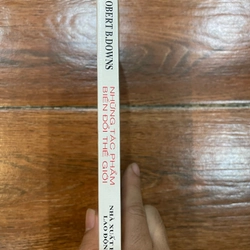 OBERT B.DOWNS
NHỮNG TÁC PHẨM
BIẾN ĐỔI THẾ GIỚI
NHÀ XUẤT
LAO ĐỘN